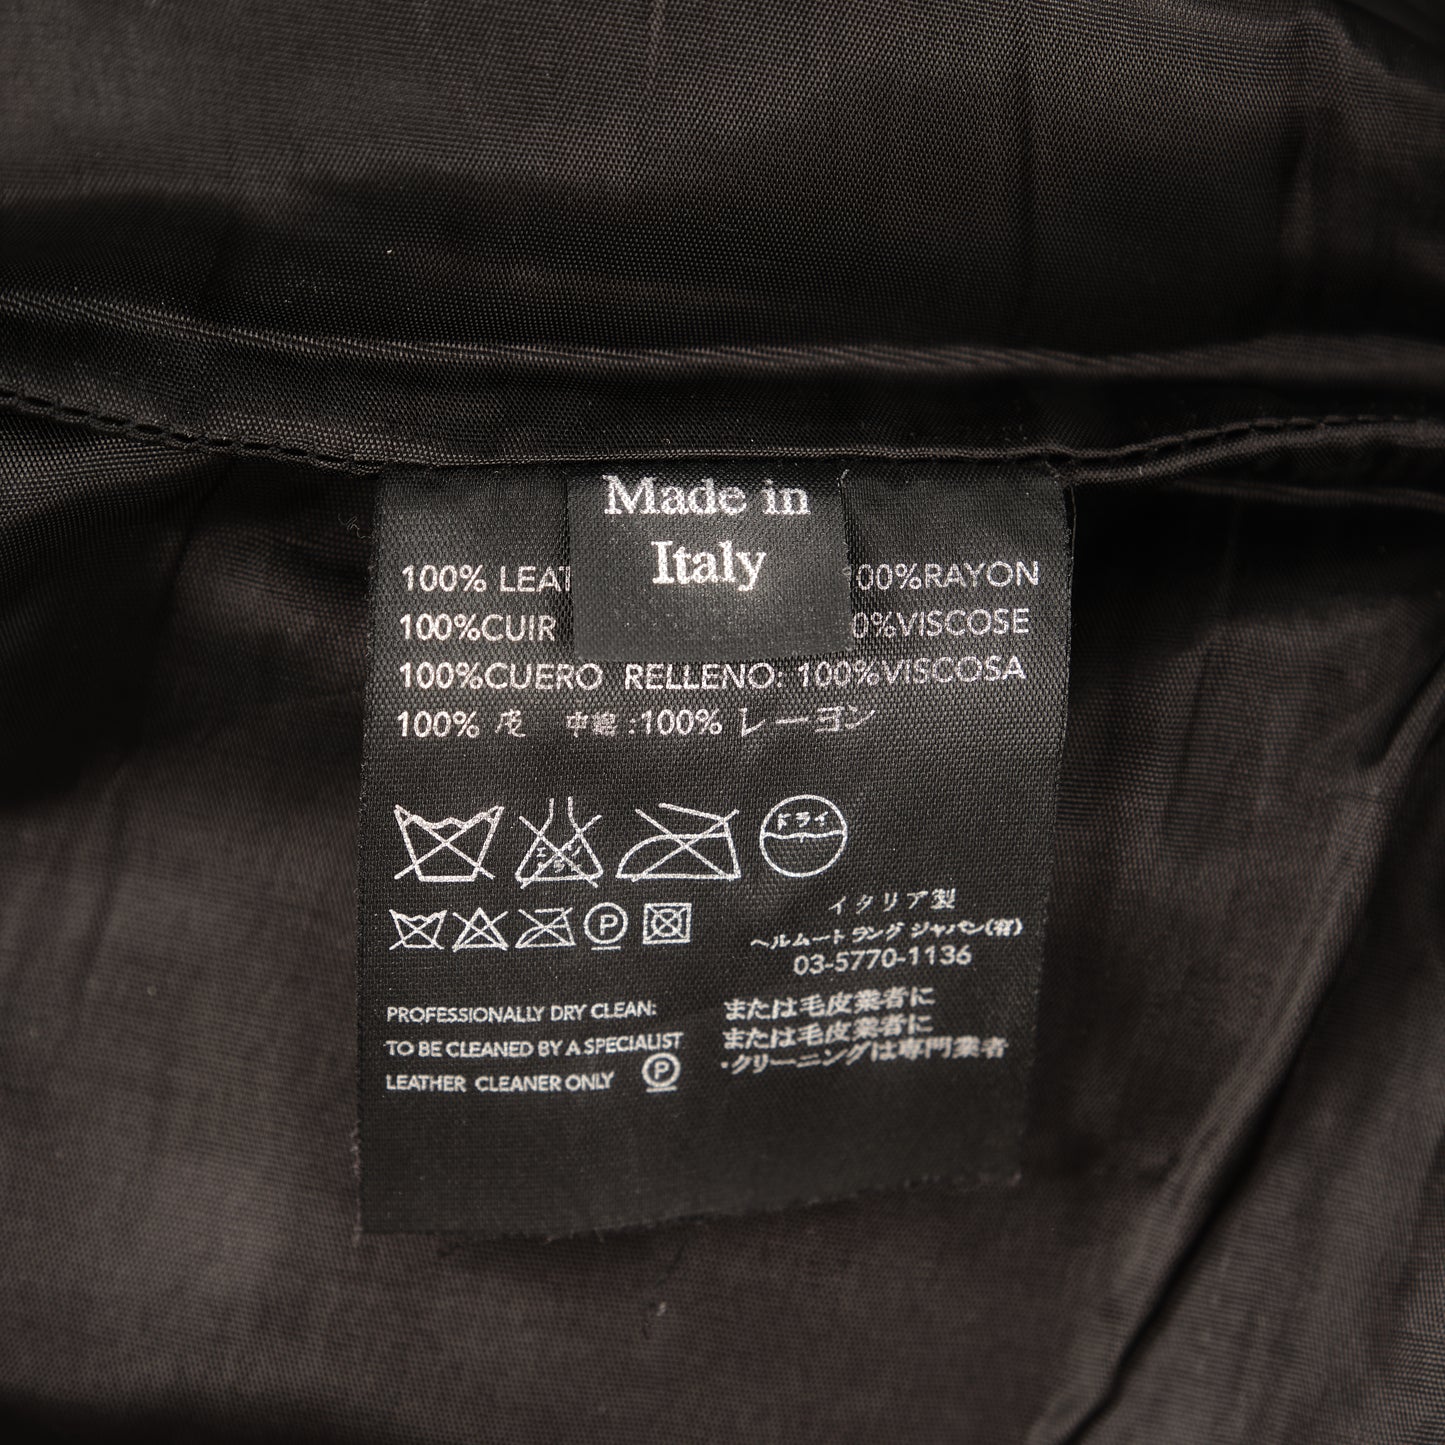 Made in
Italy
100% LEAT 00%RAYON
100%CUIR 0%VISCOSE
100%CUERO RELLENO: 100%VISCOSA
100% 皮 :100% レーヨン
ドライ
P
イタリア製
ヘルムート ラング ジャパン(有)
03-5770-1136
PROFESSIONALLY DRY CLEAN:
TO BE CLEANED BY A SPECIALIST
LEATHER CLEANER ONLY P
または毛皮業者に
または毛皮業者に
・クリーニングは専門業者